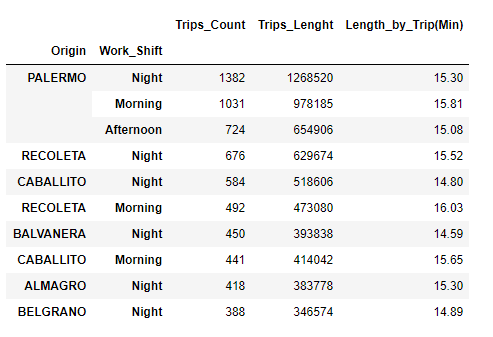 Trips_Count Trips_Lenght Length_by_Trip(Min)
Origin Work_Shift
PALERMO Night 1382 1268520 15.30
Morning 1031 978185 15.81
Afternoon 724 654906 15.08
RECOLETA Night 676 629674 15.52
CABALLITO Night 584 518606 14.80
RECOLETA Morning 492 473080 16.03
BALVANERA Night 450 393838 14.59
CABALLITO Morning 441 414042 15.65
ALMAGRO Night 418 383778 15.30
BELGRANO Night 388 346574 14.89